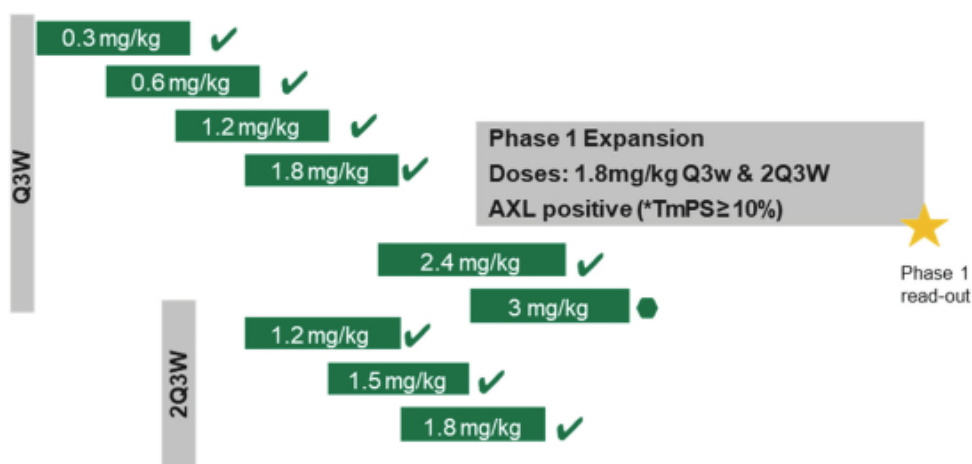 Q3W
0.3 mg/kg
0.6 mg/kg
1.2 mg/kg
1.8 mg/kg
Phase 1 Expansion
Doses: 1.8mg/kg Q3w & 2Q3W
AXL positive (*TmPS≥10%)
2.4 mg/kg
Phase 1
read-out
3 mg/kg
2Q3W
1.2 mg/kg
1.5 mg/kg
1.8 mg/kg